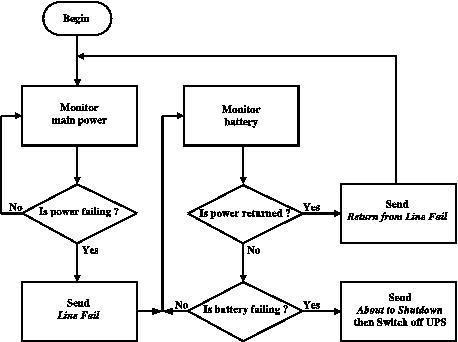 Begin
Monitor
main power
Monitor
battery
No
Is power failing ?
Yes
Is power returned ?
Yes
Send
Return from Line Fail
No
Send
Line Fail
No
Is battery failing ?
Yes
Send
About to Shutdown
then Switch off UPS